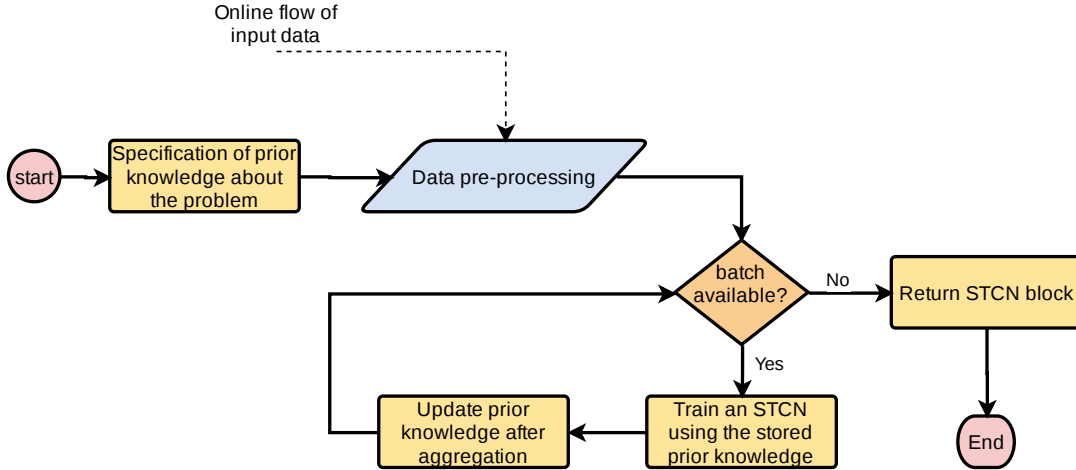 Online flow of
input data
start
Specification of prior
knowledge about
the problem
Data pre-processing
batch
available?
No
Return STCN block
Yes
Update prior
knowledge after
aggregation
Train an STCN
using the stored
prior knowledge
End